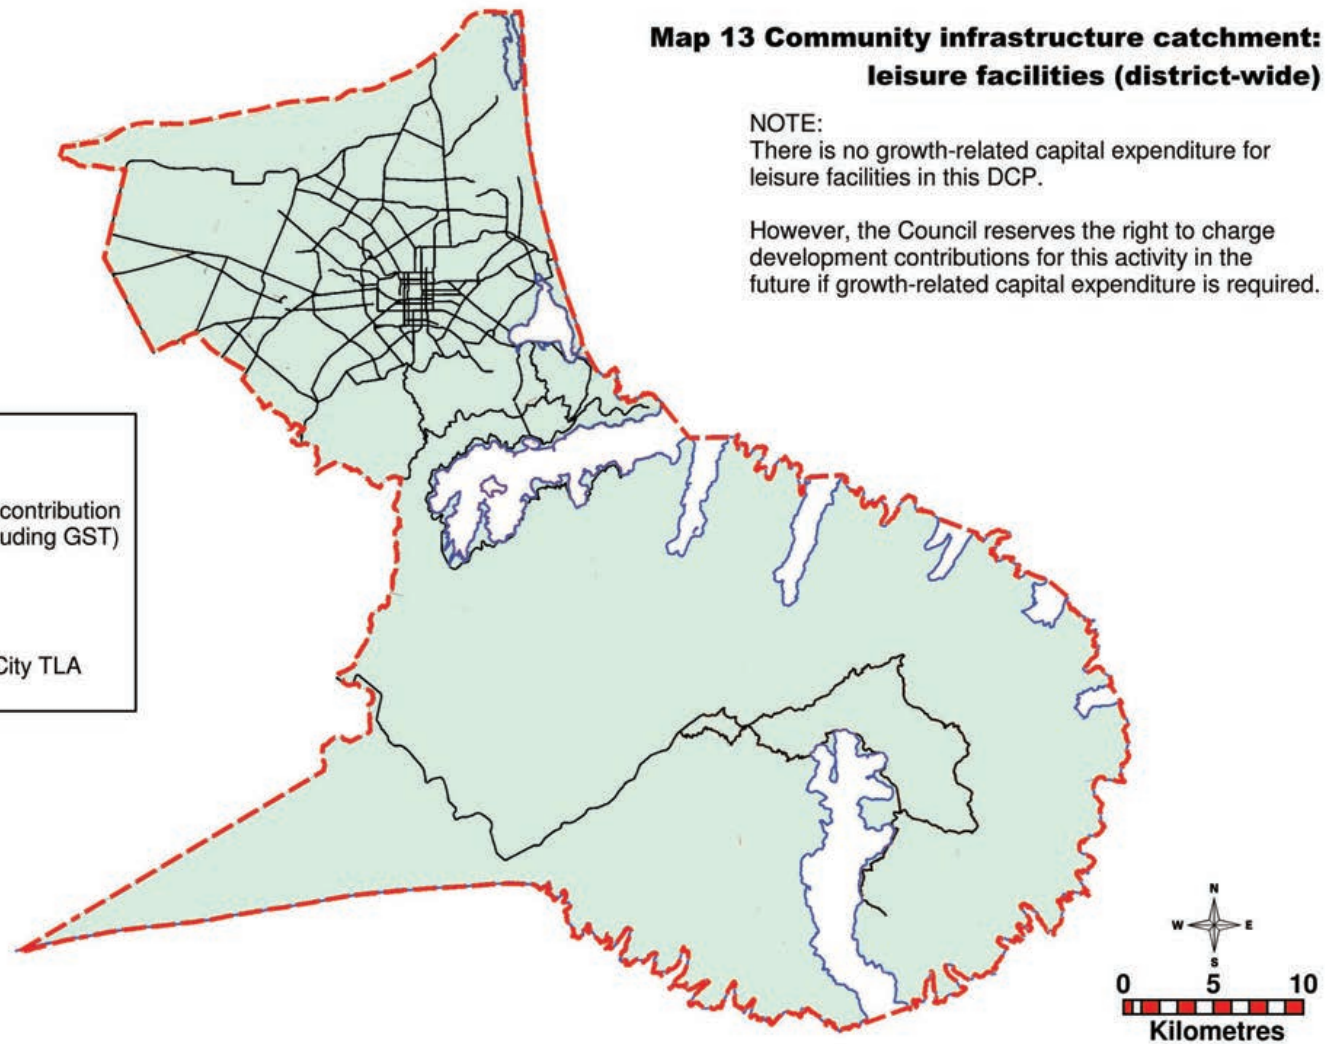 Map 13 Community infrastructure catchment:
leisure facilities (district-wide)
NOTE:
There is no growth-related capital expenditure for
leisure facilities in this DCP.
However, the Council reserves the right to charge
development contributions for this activity in the
future if growth-related capital expenditure is required.
contribution
uding GST)
City TLA
N
W E
S
0 5 10
Kilometres